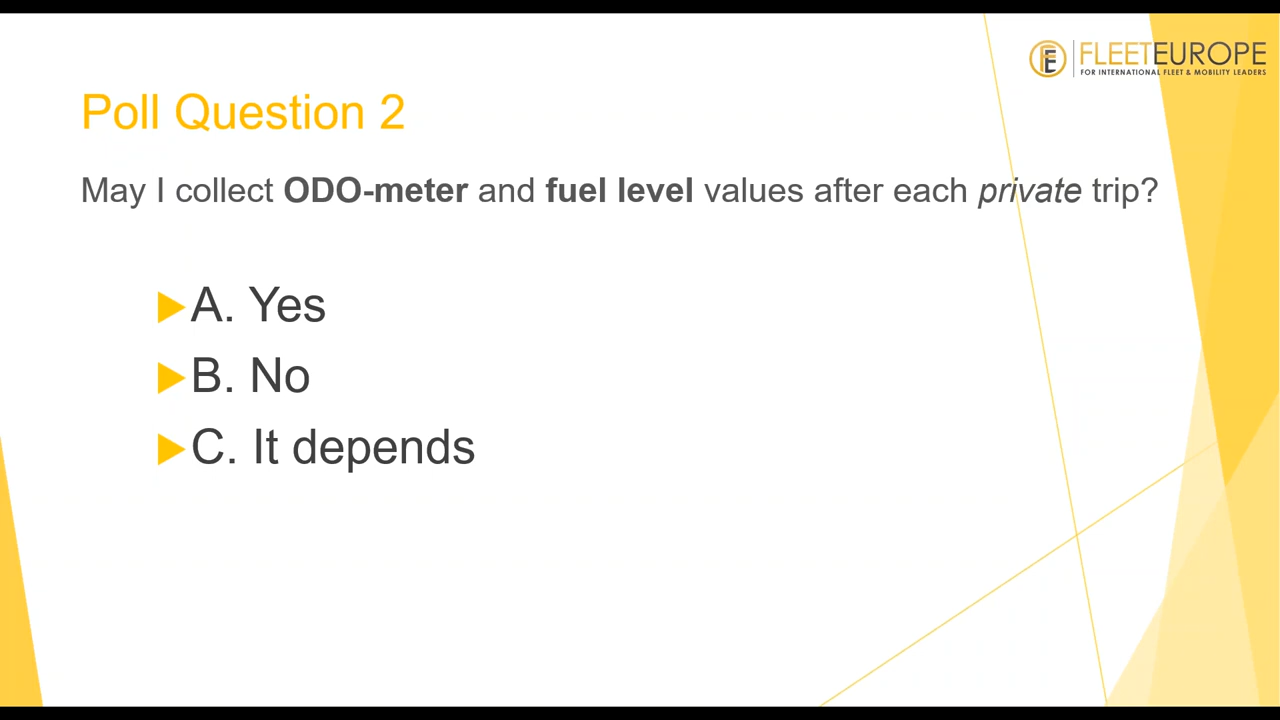 FLEETEUROPE
FOR INTERNATIONAL FLEET & MOBILITY LEADERS
Poll Question 2
May I collect ODO-meter and fuel level values after each private trip?
A. Yes
B. No
C. It depends